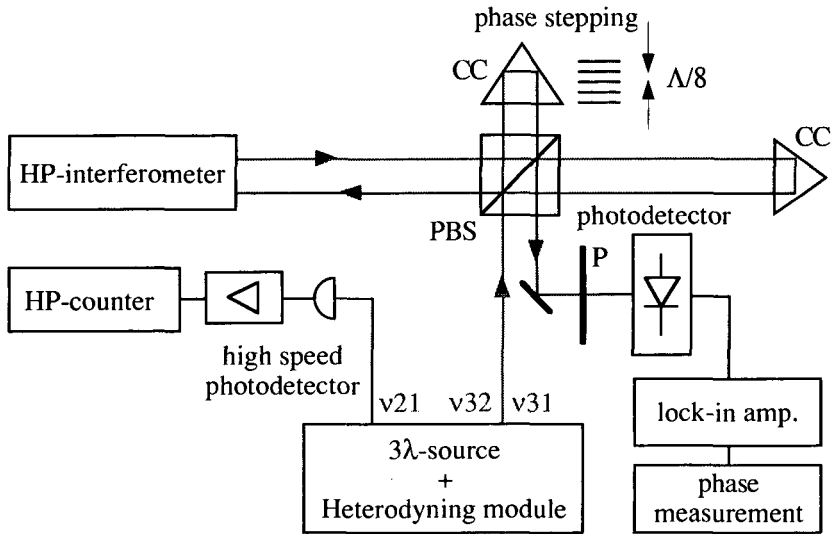 phase stepping
CC
Λ/8
CC
HP-interferometer
PBS
photodetector
P
HP-counter
high speed
photodetector
ν21
ν32
ν31
lock-in amp.
3λ-source
+
Heterodyning module
phase
measurement